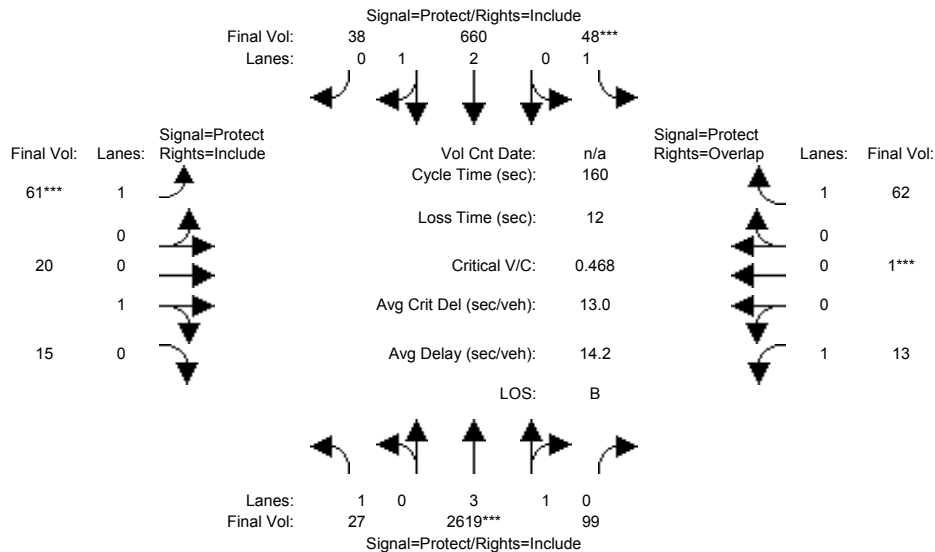 Signal=Protect/Rights=Include
Final Vol: 38 660 48***
Lanes: 0 1 2 0 1
Signal=Protect
Final Vol: Lanes: Rights=Include
Vol Cnt Date: n/a
Signal=Protect
Rights=Overlap Lanes: Final Vol:
Cycle Time (sec): 160
61*** 1
1 62
Loss Time (sec): 12
0
0
20 0
Critical V/C: 0.468
0 1***
1
Avg Crit Del (sec/veh): 13.0
0
15 0
Avg Delay (sec/veh): 14.2
1 13
LOS: B
Lanes: 1 0 3 1 0
Final Vol: 27 2619*** 99
Signal=Protect/Rights=Include